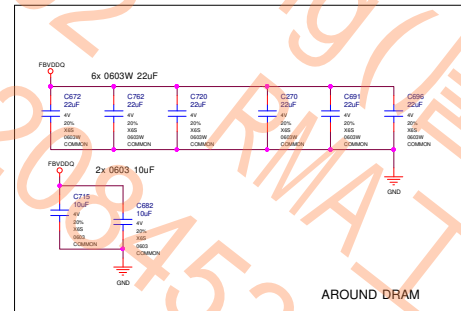 FBVDDQ
6x 0603W 22uF
C672 C762 C720 C270 C691 C696
22uF 22uF 22uF 22uF 22uF 22uF
4V 4V 4V 4V 4V 4V
20% 20% 20% 20% 20% 20%
X6S X6S X6S X6S X6S X6S
0603W 0603W 0603W 0603W 0603W 0603W
COMMON COMMON COMMON COMMON COMMON COMMON
FBVDDQ
2x 0603 10uF
GND
C715
10uF
4V
20%
X6S
0603
COMMON
C682
10uF
4V
20%
X6S
0603
COMMON
GND
AROUND DRAM
RMA